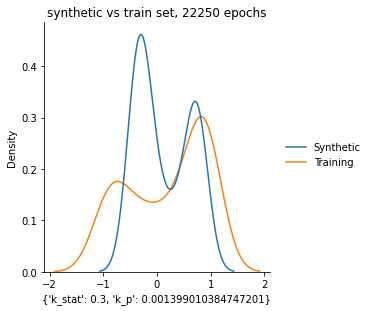 synthetic vs train set, 22250 epochs
Density
0.4
0.3
0.2
0.1
0.0
−2
−1
0
1
2
Synthetic
Training
{'k_stat': 0.3, 'k_p': 0.001399010384747201}